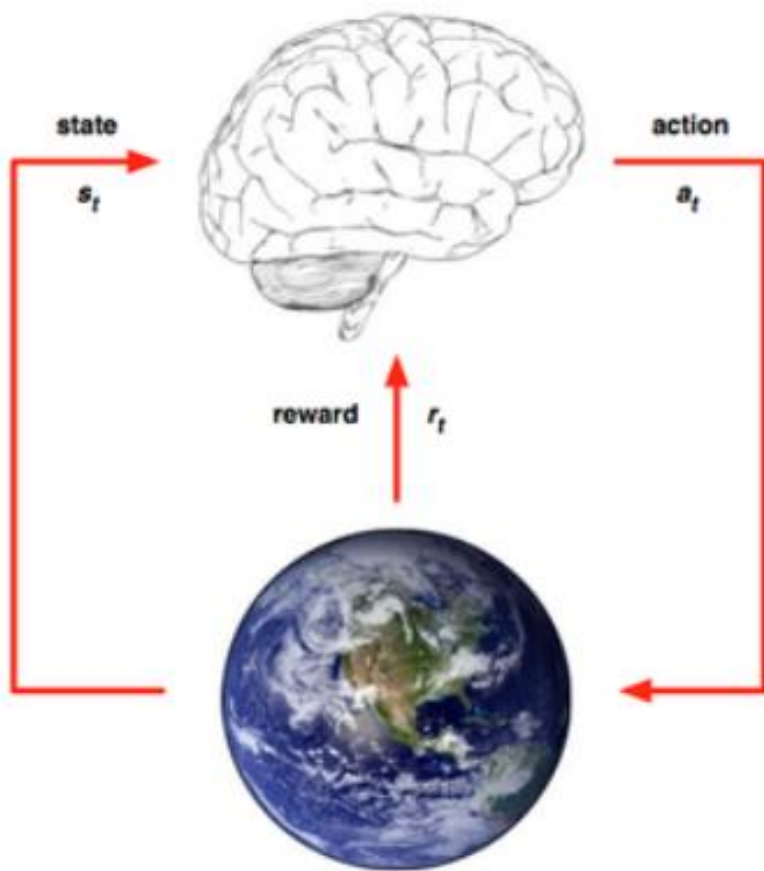 state
s_t
action
a_t
reward
r_t